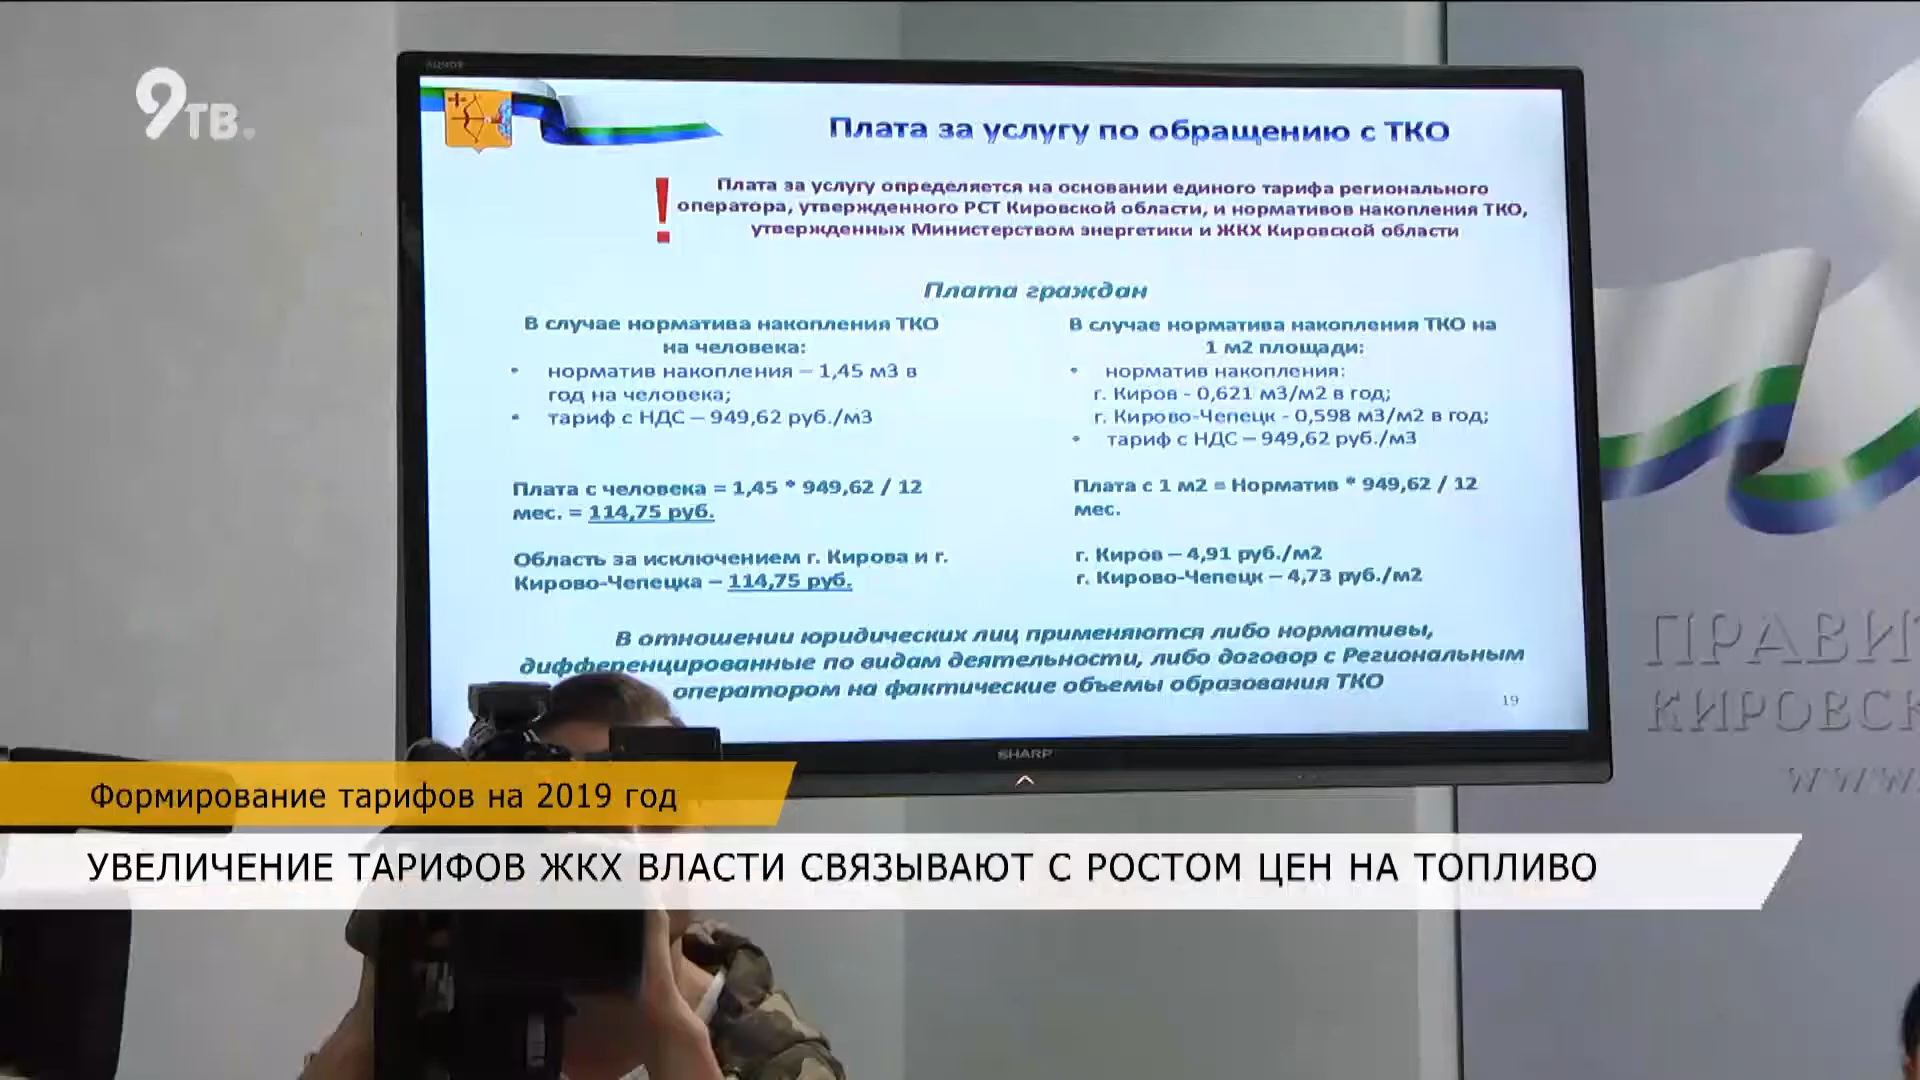 9ТВ.
Плата за услугу по обращению с ТКО
! Плата за услугу определяется на основании единого тарифа регионального
оператора, утвержденного РСТ Кировской области, и нормативов накопления ТКО,
утвержденных Министерством энергетики и ЖКХ Кировской области
Плата граждан
В случае норматива накопления ТКО
на человека:
• норматив накопления – 1,45 м3 в
год на человека;
• тариф с НДС – 949,62 руб./м3
Плата с человека = 1,45 * 949,62 / 12
мес. = 114,75 руб.
Область за исключением г. Кирова и г.
Кирово-Чепецка – 114,75 руб.
В случае норматива накопления ТКО на
1 м2 площади:
• норматив накопления:
г. Киров - 0,621 м3/м2 в год;
г. Кирово-Чепецк - 0,598 м3/м2 в год;
• тариф с НДС – 949,62 руб./м3
Плата с 1 м2 = Норматив * 949,62 / 12
мес.
г. Киров – 4,91 руб./м2
г. Кирово-Чепецк – 4,73 руб./м2
В отношении юридических лиц применяются либо нормативы,
дифференцированные по видам деятельности, либо договор с Региональным
оператором на фактические объемы образования ТКО
19
SHARP
ПРАВИТ
КИРОВСК
www.
Формирование тарифов на 2019 год
УВЕЛИЧЕНИЕ ТАРИФОВ ЖКХ ВЛАСТИ СВЯЗЫВАЮТ С РОСТОМ ЦЕН НА ТОПЛИВО